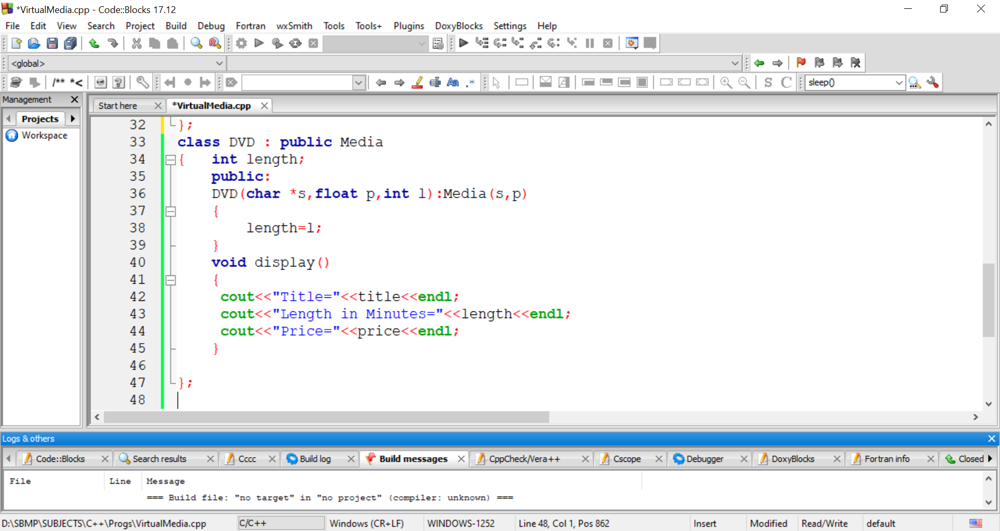 *VirtualMedia.cpp - Code::Blocks 17.12
File Edit View Search Project Build Debug Fortran wxSmith Tools Tools+ Plugins DoxyBlocks Settings Help
<global>
/** *< sleep()
Management
Start here *VirtualMedia.cpp
Projects
Workspace
32 };
33 class DVD : public Media
34 { int length;
35 public:
36 DVD(char *s,float p,int l):Media(s,p)
37 {
38 length=l;
39 }
40 void display()
41 {
42 cout<<"Title="<<title<<endl;
43 cout<<"Length in Minutes="<<length<<endl;
44 cout<<"Price="<<price<<endl;
45 }
46
47 };
48
Logs & others
Code::Blocks Search results Cccc Build log Build messages CppCheck/Vera++ Cscope Debugger DoxyBlocks Fortran info Closed
File Line Message
=== Build file: "no target" in "no project" (compiler: unknown) ===
D:\SBMP\SUBJECTS\C++\Progs\VirtualMedia.cpp C/C++ Windows (CR+LF) WINDOWS-1252 Line 48, Col 1, Pos 862 Insert Modified Read/Write default